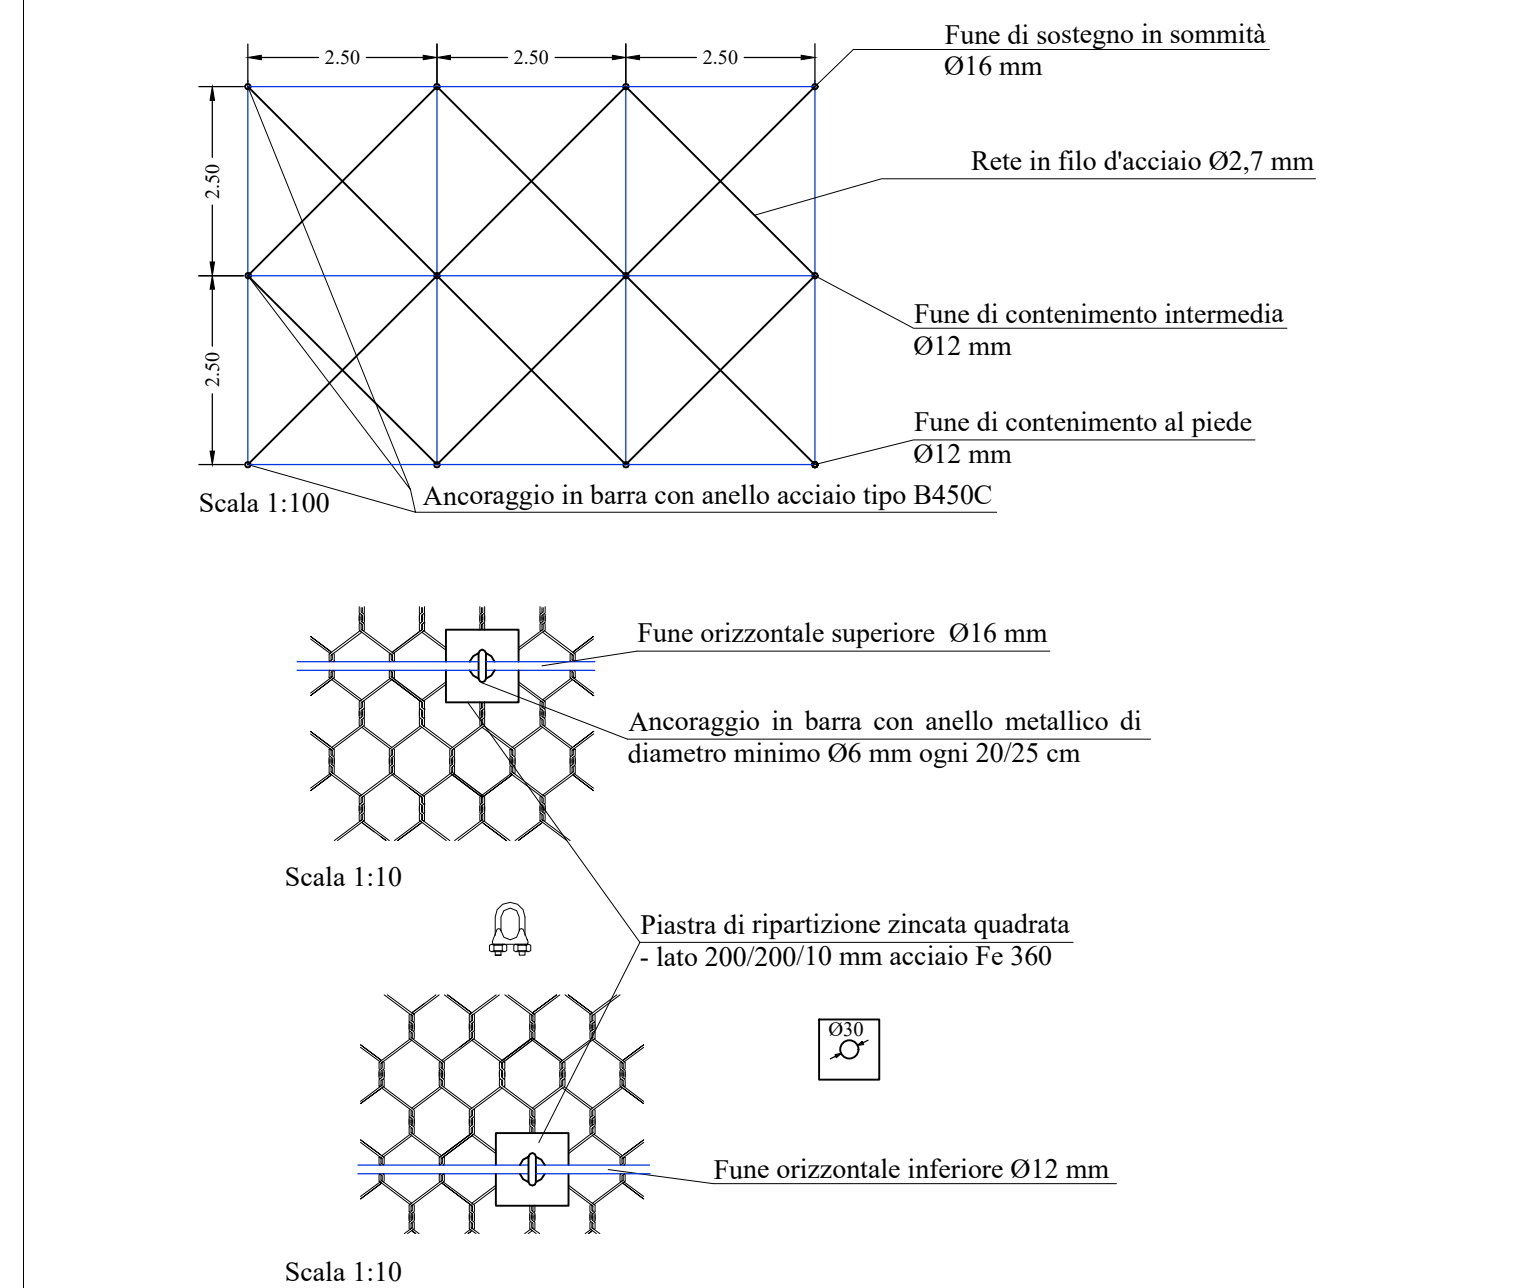 Fune di sostegno in sommità
Ø16 mm
2.50
2.50
2.50
Rete in filo d'acciaio Ø2,7 mm
2.50
Fune di contenimento intermedia
Ø12 mm
2.50
Fune di contenimento al piede
Ø12 mm
Scala 1:100
Ancoraggio in barra con anello acciaio tipo B450C
Fune orizzontale superiore Ø16 mm
Ancoraggio in barra con anello metallico di
diametro minimo Ø6 mm ogni 20/25 cm
Scala 1:10
Piastra di ripartizione zincata quadrata
- lato 200/200/10 mm acciaio Fe 360
Ø30
Fune orizzontale inferiore Ø12 mm
Scala 1:10